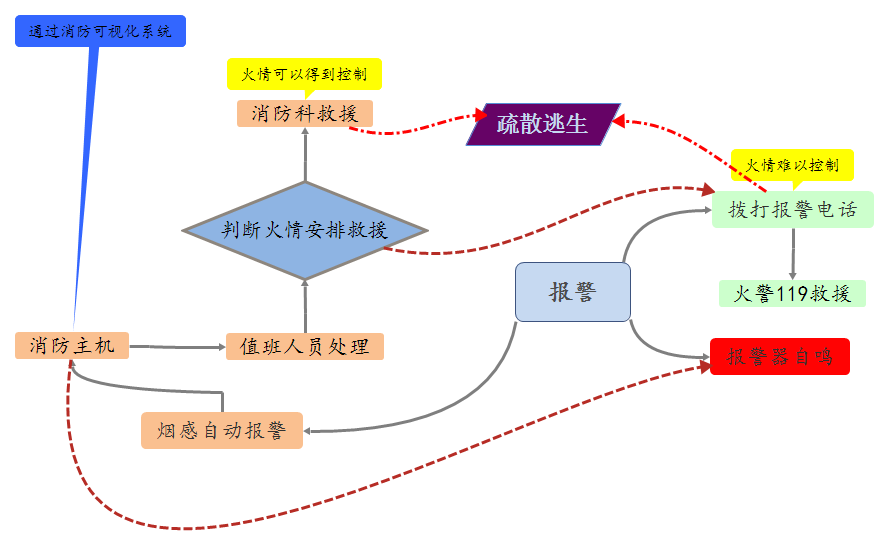 通过消防可视化系统
火情可以得到控制
消防科救援
疏散逃生
火情难以控制
拨打报警电话
判断火情安排救援
报警
火警119救援
消防主机
值班人员处理
报警器自鸣
烟感自动报警